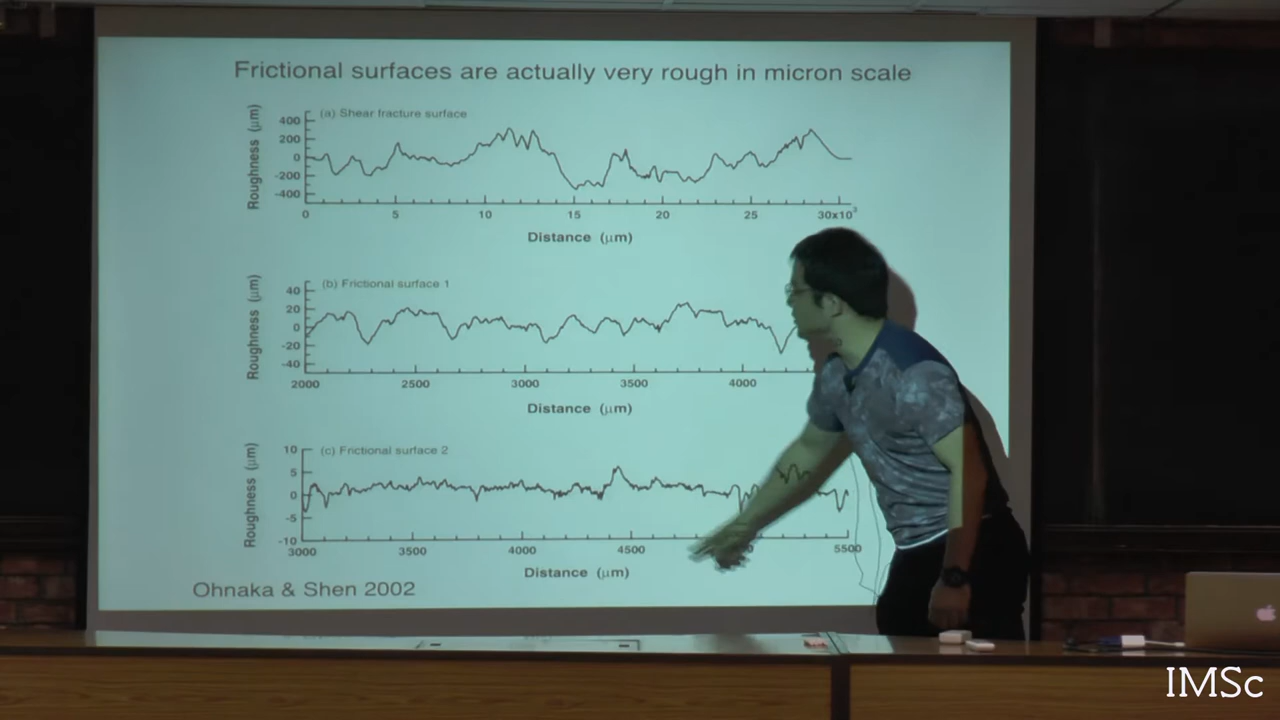 Frictional surfaces are actually very rough in micron scale
(a) Shear fracture surface
Roughness (μm)
400
200
0
-200
-400
0 5 10 15 20 25 30x10³
Distance (μm)
(b) Frictional surface 1
Roughness (μm)
40
20
0
-20
-40
2000 2500 3000 3500 4000
Distance (μm)
(c) Frictional surface 2
Roughness (μm)
10
5
0
-5
-10
3000 3500 4000 4500 5500
Distance (μm)
Ohnaka & Shen 2002
IMSc